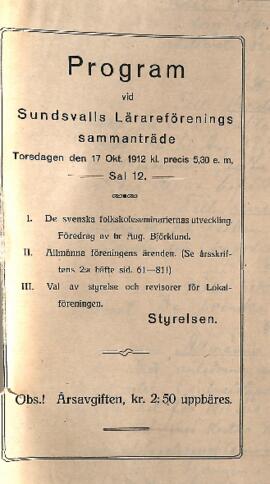 Program
vid
Sundsvalls Lärareförenings
sammanträde
Torsdagen den 17 Okt. 1912 kl. precis 5,30 e. m.
Sal 12.
I. De svenska folkskoleseminariernas utveckling.
Föredrag av hr Aug. Björklund.
II. Allmänna föreningens ärenden. (Se årsskrif-
tens 2:a häfte sid. 61—81!)
III. Val av styrelse och revisorer för Lokal-
föreningen.
Styrelsen.
Obs.! Årsavgiften, kr. 2:50 uppbäres.